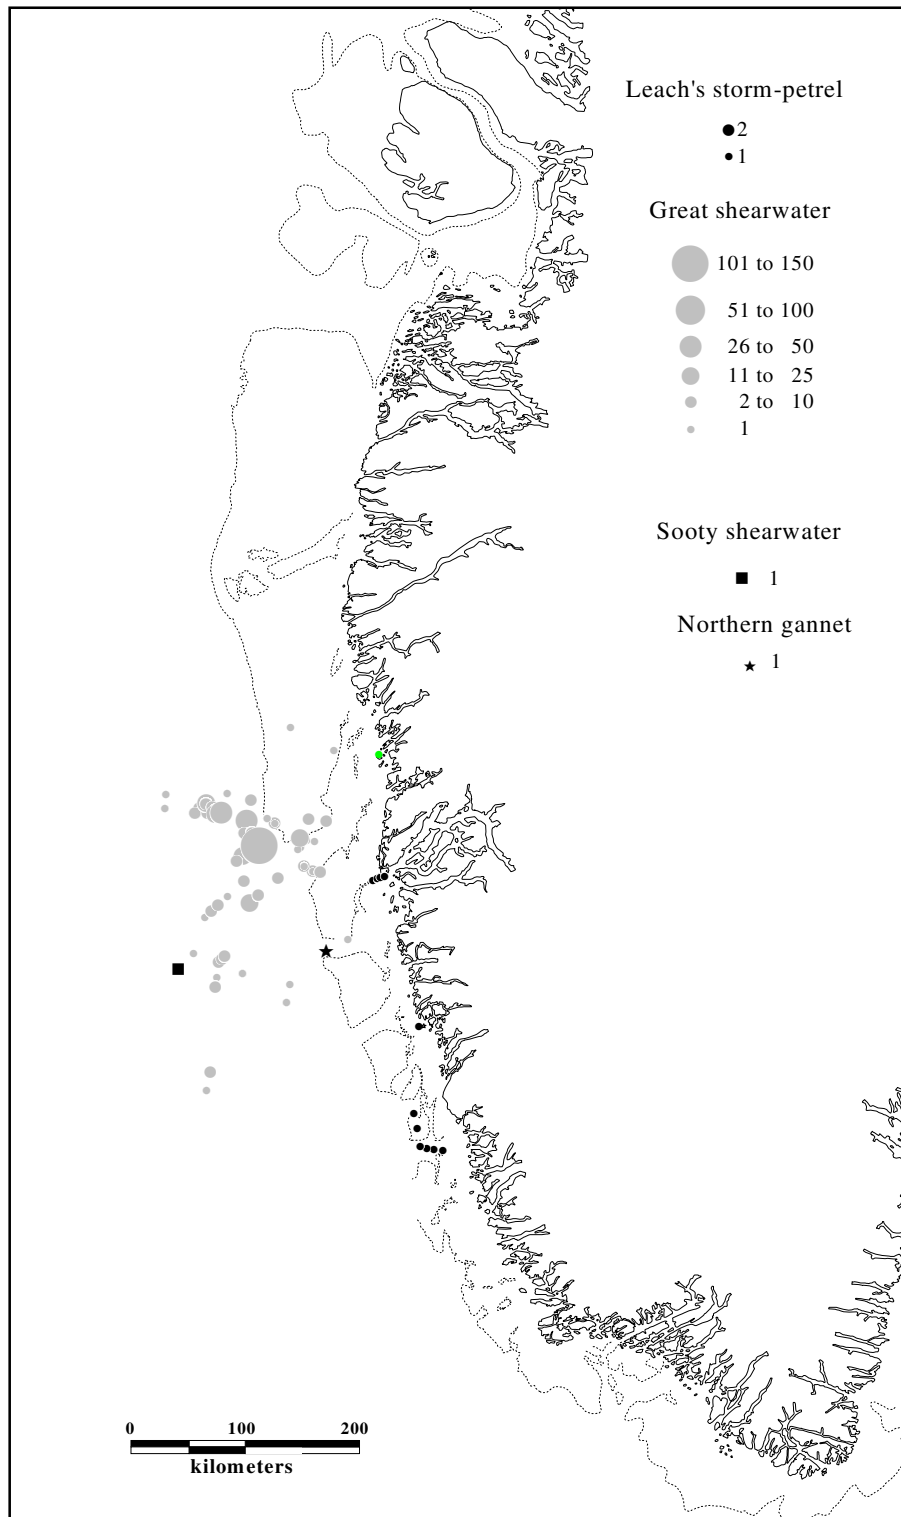 Leach's storm-petrel
2
1
Great shearwater
101 to 150
51 to 100
26 to 50
11 to 25
2 to 10
1
Sooty shearwater
1
Northern gannet
1
0 100 200
kilometers